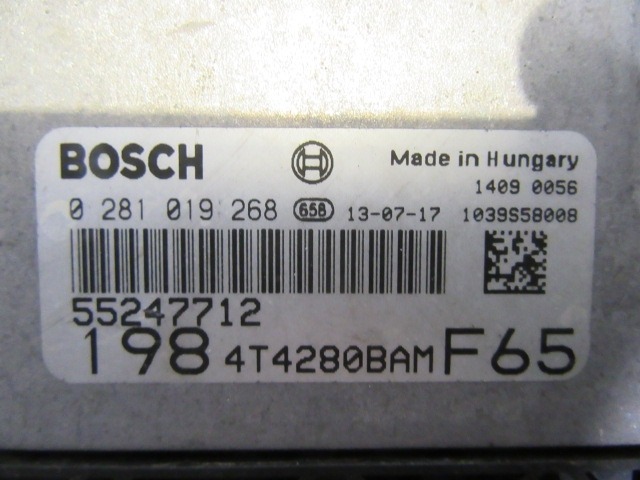 BOSCH Made in Hungary
1409 0056
0 281 019 268 658 13-07-17 1039S58008
55247712
198 4T4280BAM F65